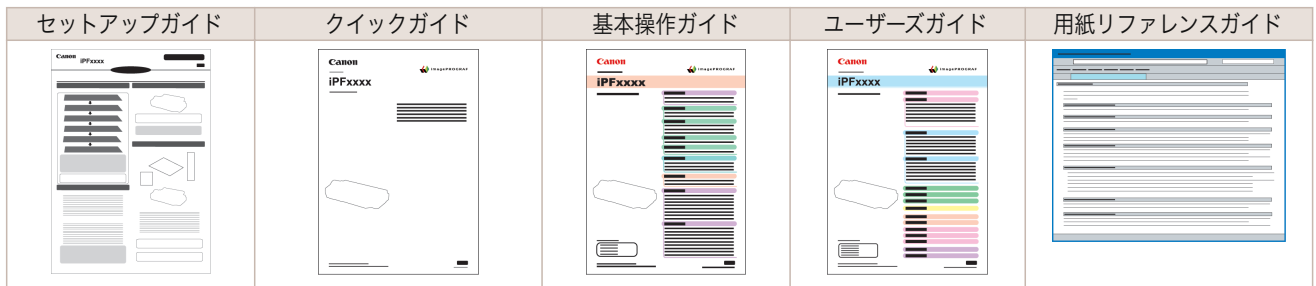 セットアップガイド
クイックガイド
基本操作ガイド
ユーザーズガイド
用紙リファレンスガイド
Canon
iPFxxxx
Canon
imagePROGRAF
iPFxxxx
Canon
imagePROGRAF
iPFxxxx
Canon
imagePROGRAF
iPFxxxx